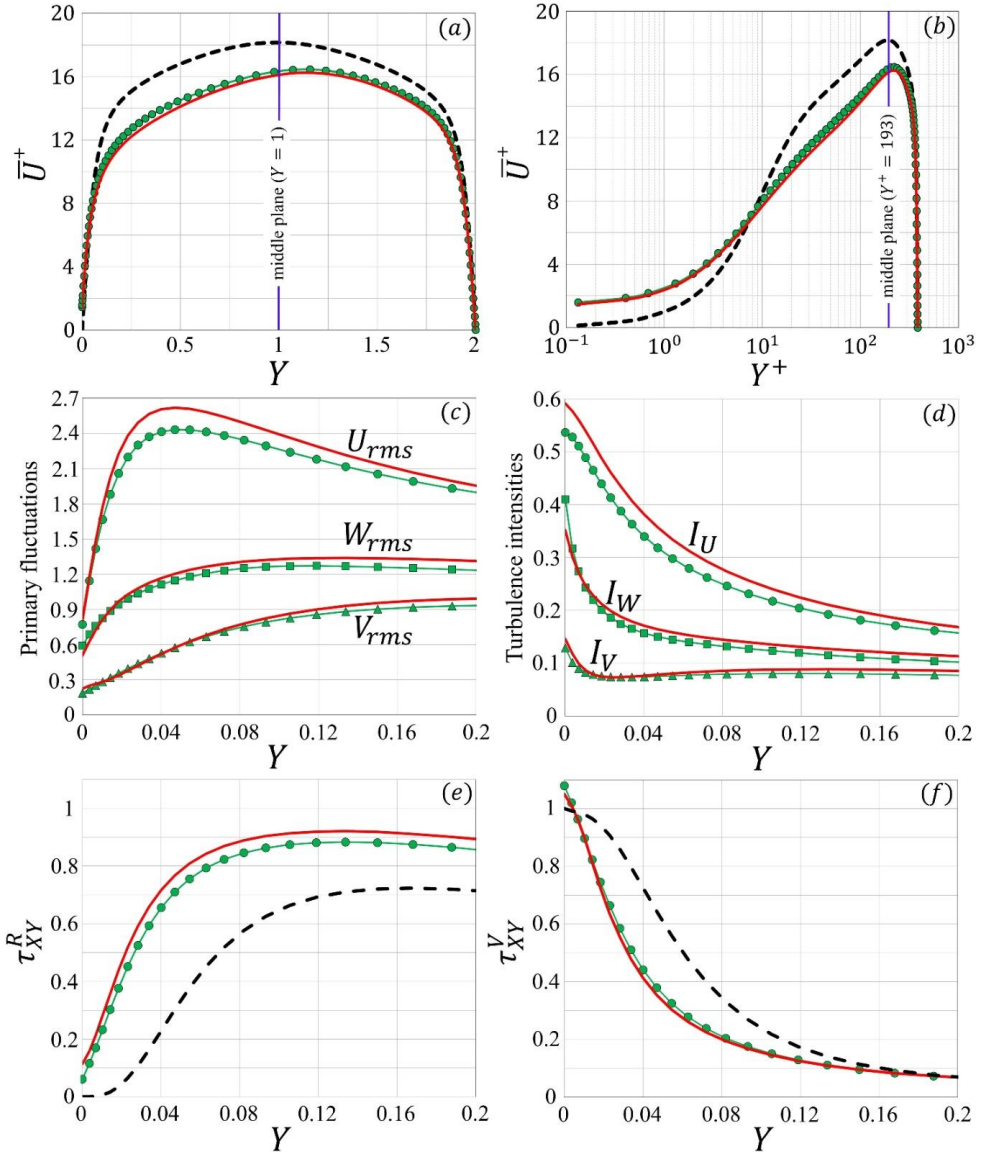 (a)
20
16
12
8
4
0
U̅⁺
middle plane (Y = 1)
0 0.5 1 1.5 2
Y
(b)
20
16
12
8
4
0
U̅⁺
middle plane (Y⁺ = 193)
10⁻¹ 10⁰ 10¹ 10² 10³
Y⁺
(c)
2.7
2.4
2.1
1.8
1.5
1.2
0.9
0.6
0.3
0
Primary fluctuations
U_rms
W_rms
V_rms
0 0.04 0.08 0.12 0.16 0.2
Y
(d)
0.6
0.5
0.4
0.3
0.2
0.1
0
Turbulence intensities
I_U
I_W
I_V
0 0.04 0.08 0.12 0.16 0.2
Y
(e)
1
0.8
0.6
0.4
0.2
0
τ^R_XY
0 0.04 0.08 0.12 0.16 0.2
Y
(f)
1
0.8
0.6
0.4
0.2
0
τ^V_XY
0 0.04 0.08 0.12 0.16 0.2
Y